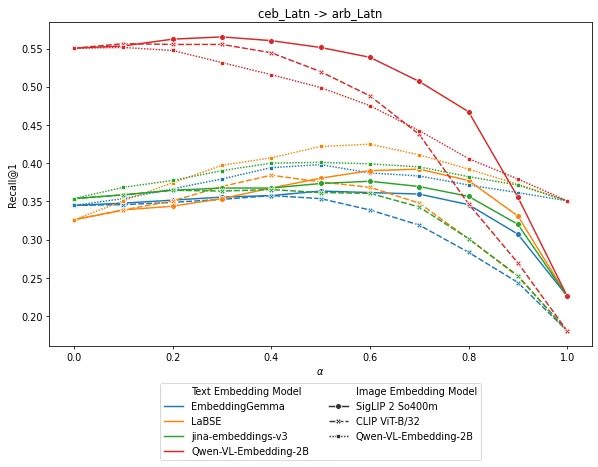 ceb_Latn -> arb_Latn
Recall@1
0.55
0.50
0.45
0.40
0.35
0.30
0.25
0.20
0.0 0.2 0.4 0.6 0.8 1.0
α
Text Embedding Model Image Embedding Model
EmbeddingGemma SigLIP 2 So400m
LaBSE CLIP ViT-B/32
jina-embeddings-v3 Qwen-VL-Embedding-2B
Qwen-VL-Embedding-2B